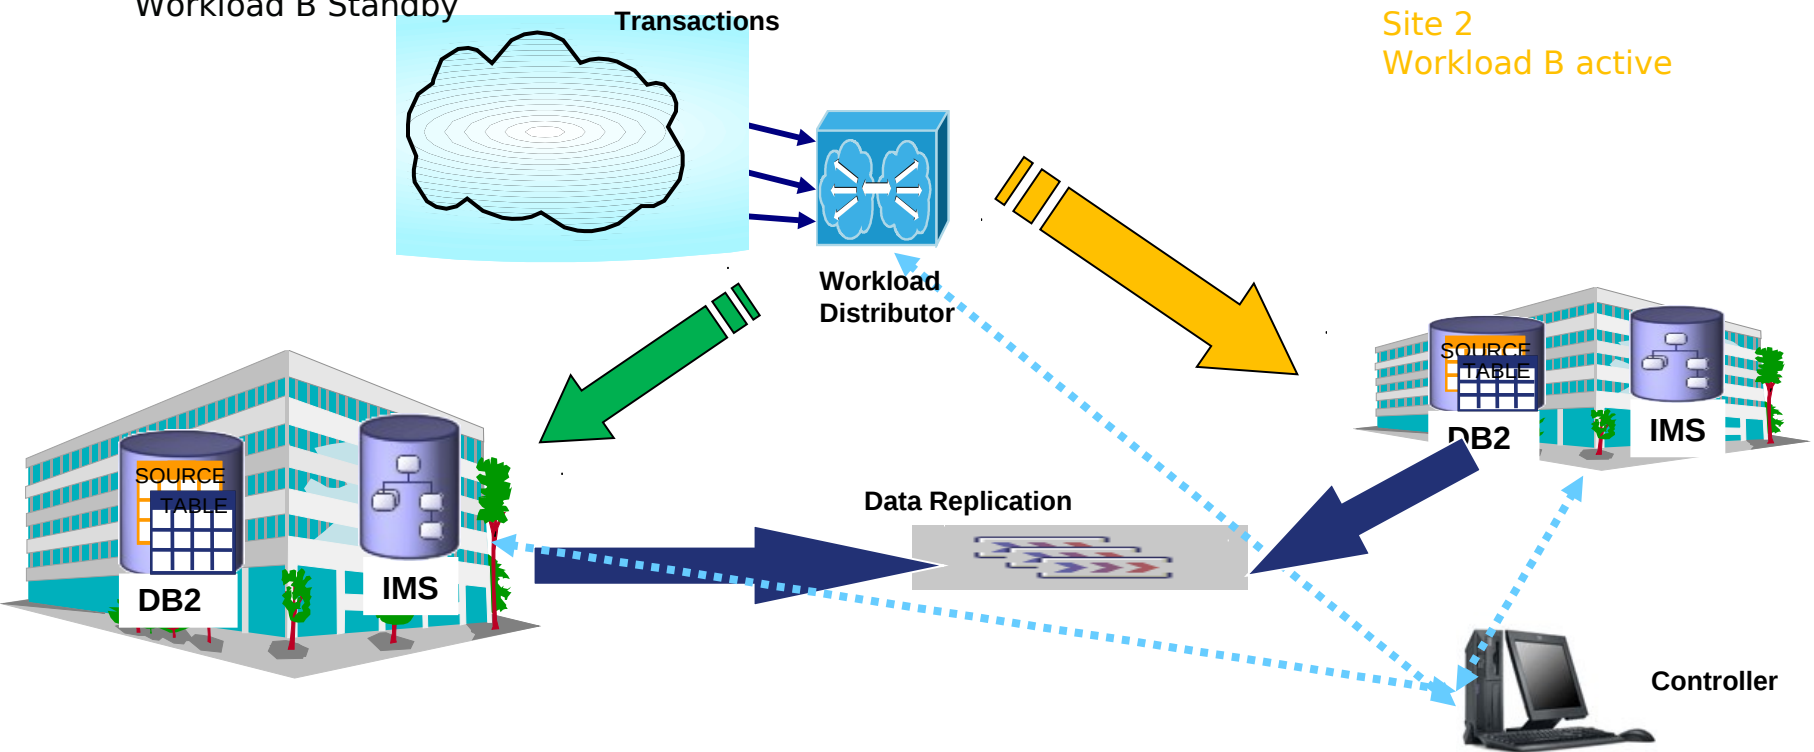 Workload B Standby
Transactions
Site 2
Workload B active
Workload
Distributor
SOURCE
TABLE
DB2
IMS
SOURCE
TABLE
DB2
IMS
Data Replication
Controller